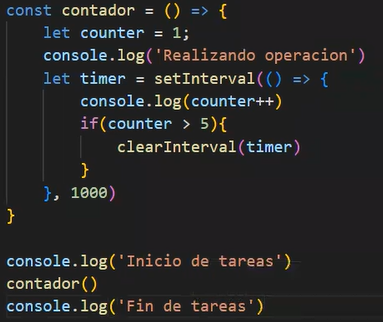 const contador = () => {
    let counter = 1;
    console.log('Realizando operacion')
    let timer = setInterval(() => {
        console.log(counter++)
        if(counter > 5){
            clearInterval(timer)
        }
    }, 1000)
}

console.log('Inicio de tareas')
contador()
console.log('Fin de tareas')